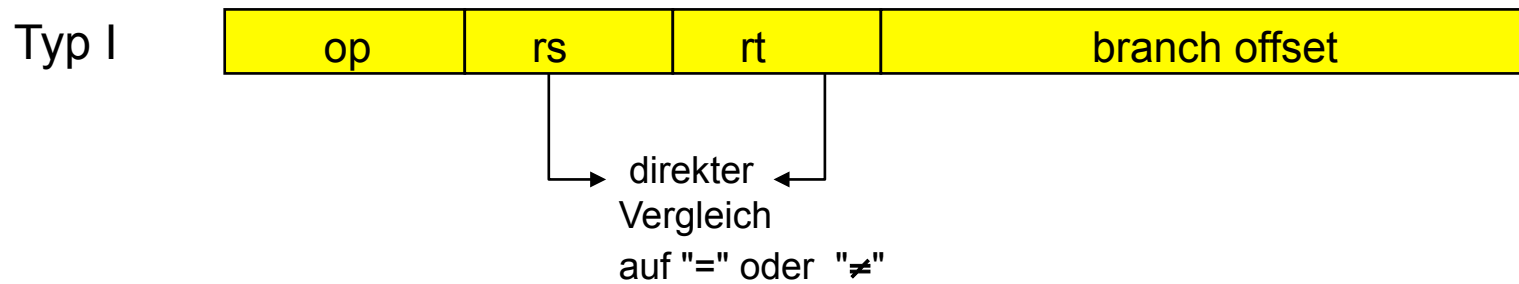 Typ I op rs rt branch offset
direkter
Vergleich
auf "=" oder "≠"